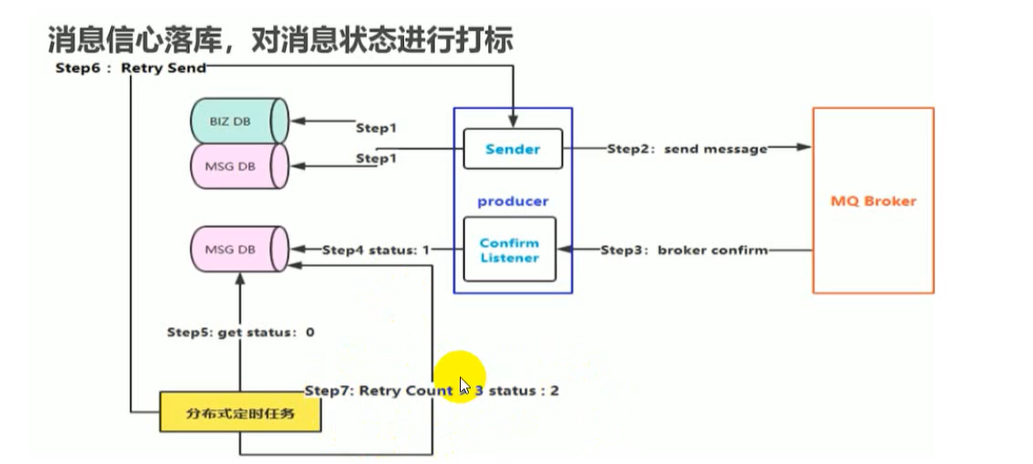 消息信心落库，对消息状态进行打标
Step6： Retry Send
BIZ DB
Step1
MSG DB
Step1
Sender
Step2：send message
producer
MQ Broker
MSG DB
Step4 status: 1
Confirm
Listener
Step3：broker confirm
Step5: get status：0
Step7: Retry Count 3 status : 2
分布式定时任务